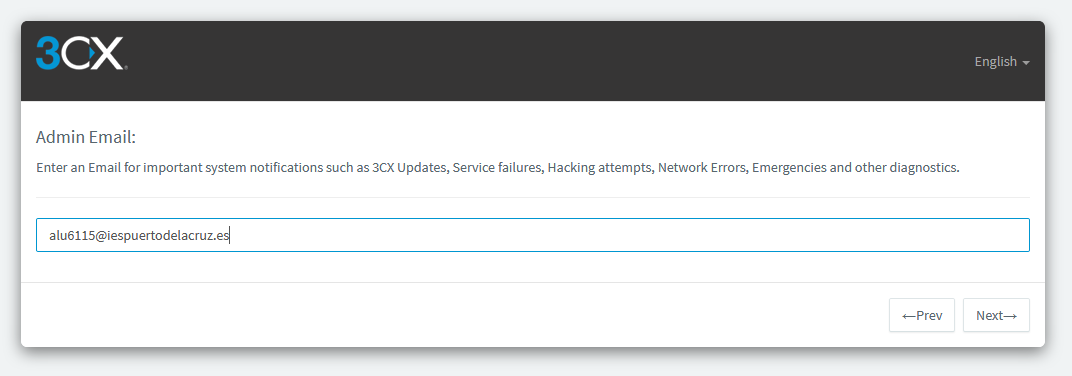 3CX
English
Admin Email:
Enter an Email for important system notifications such as 3CX Updates, Service failures, Hacking attempts, Network Errors, Emergencies and other diagnostics.
alu6115@iespuertodelacruz.es
←Prev Next→